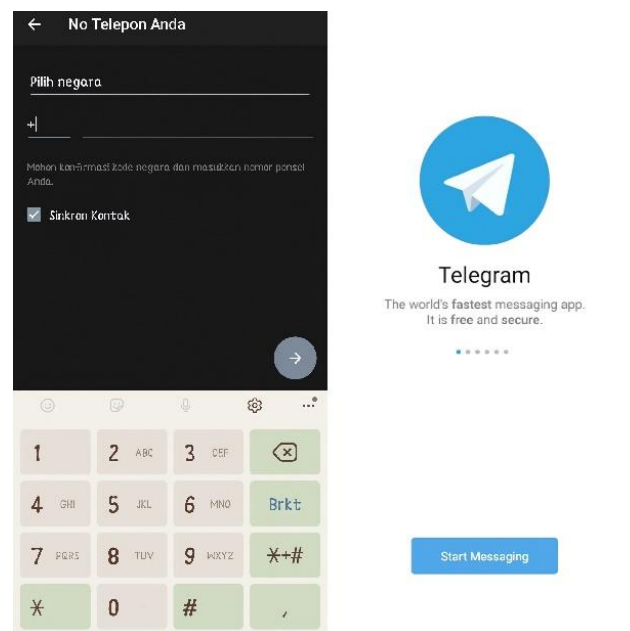 No Telepon Anda
Pilih negara
+
Mohon konfirmasi kode negara dan masukkan nomor ponsel
Anda.
Sinkron Kontak
1
2 ABC
3 DEF
4 GHI
5 JKL
6 MNO
Brkt
7 PQRS
8 TUV
9 WXYZ
*+#
*
0
#
,
Telegram
The world's fastest messaging app.
It is free and secure.
Start Messaging